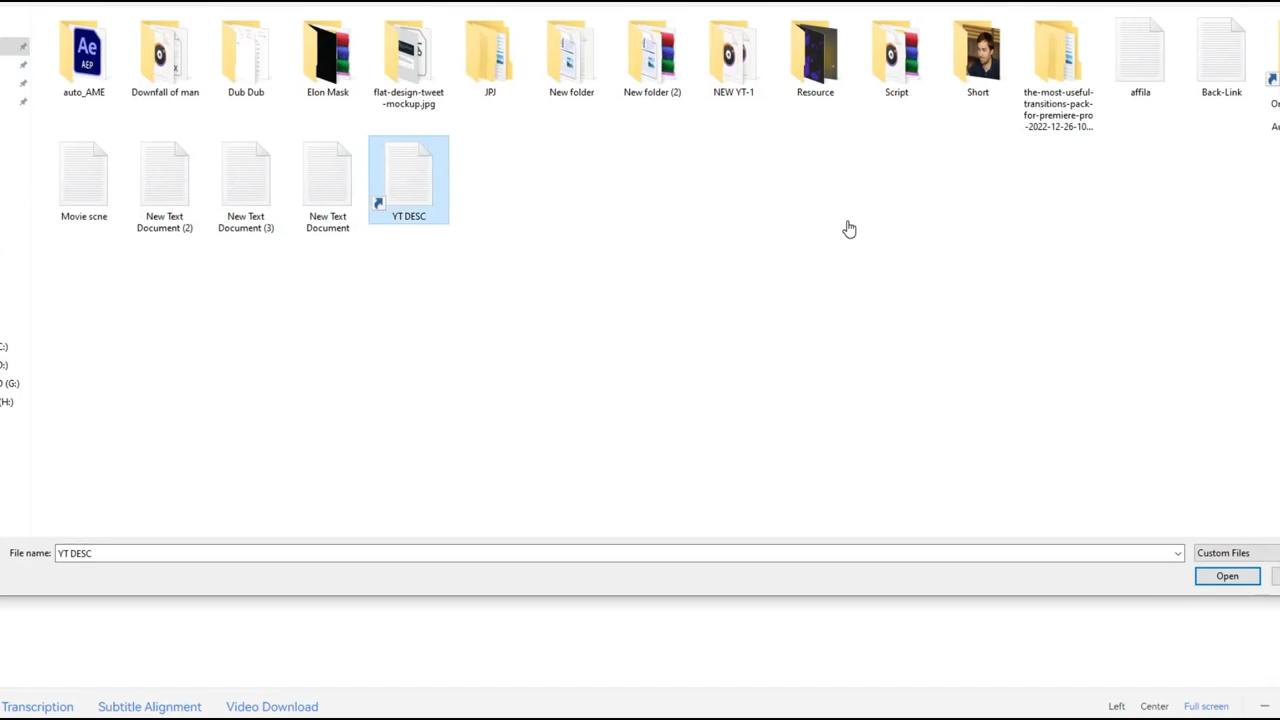 Ae
AEP
auto_AME
Downfall of man
Dub Dub
Elon Mask
flat-design-tweet
-mockup.jpg
JPJ
New folder
New folder (2)
NEW YT-1
Resource
Script
Short
the-most-useful-
transitions-pack-
for-premiere-pro
-2022-12-26-10...
affila
Back-Link
Movie scne
New Text
Document (2)
New Text
Document (3)
New Text
Document
YT DESC
C:)
D:)
D (G:)
(H:)
File name:
YT DESC
Custom Files
Open
Transcription
Subtitle Alignment
Video Download
Left
Center
Full screen